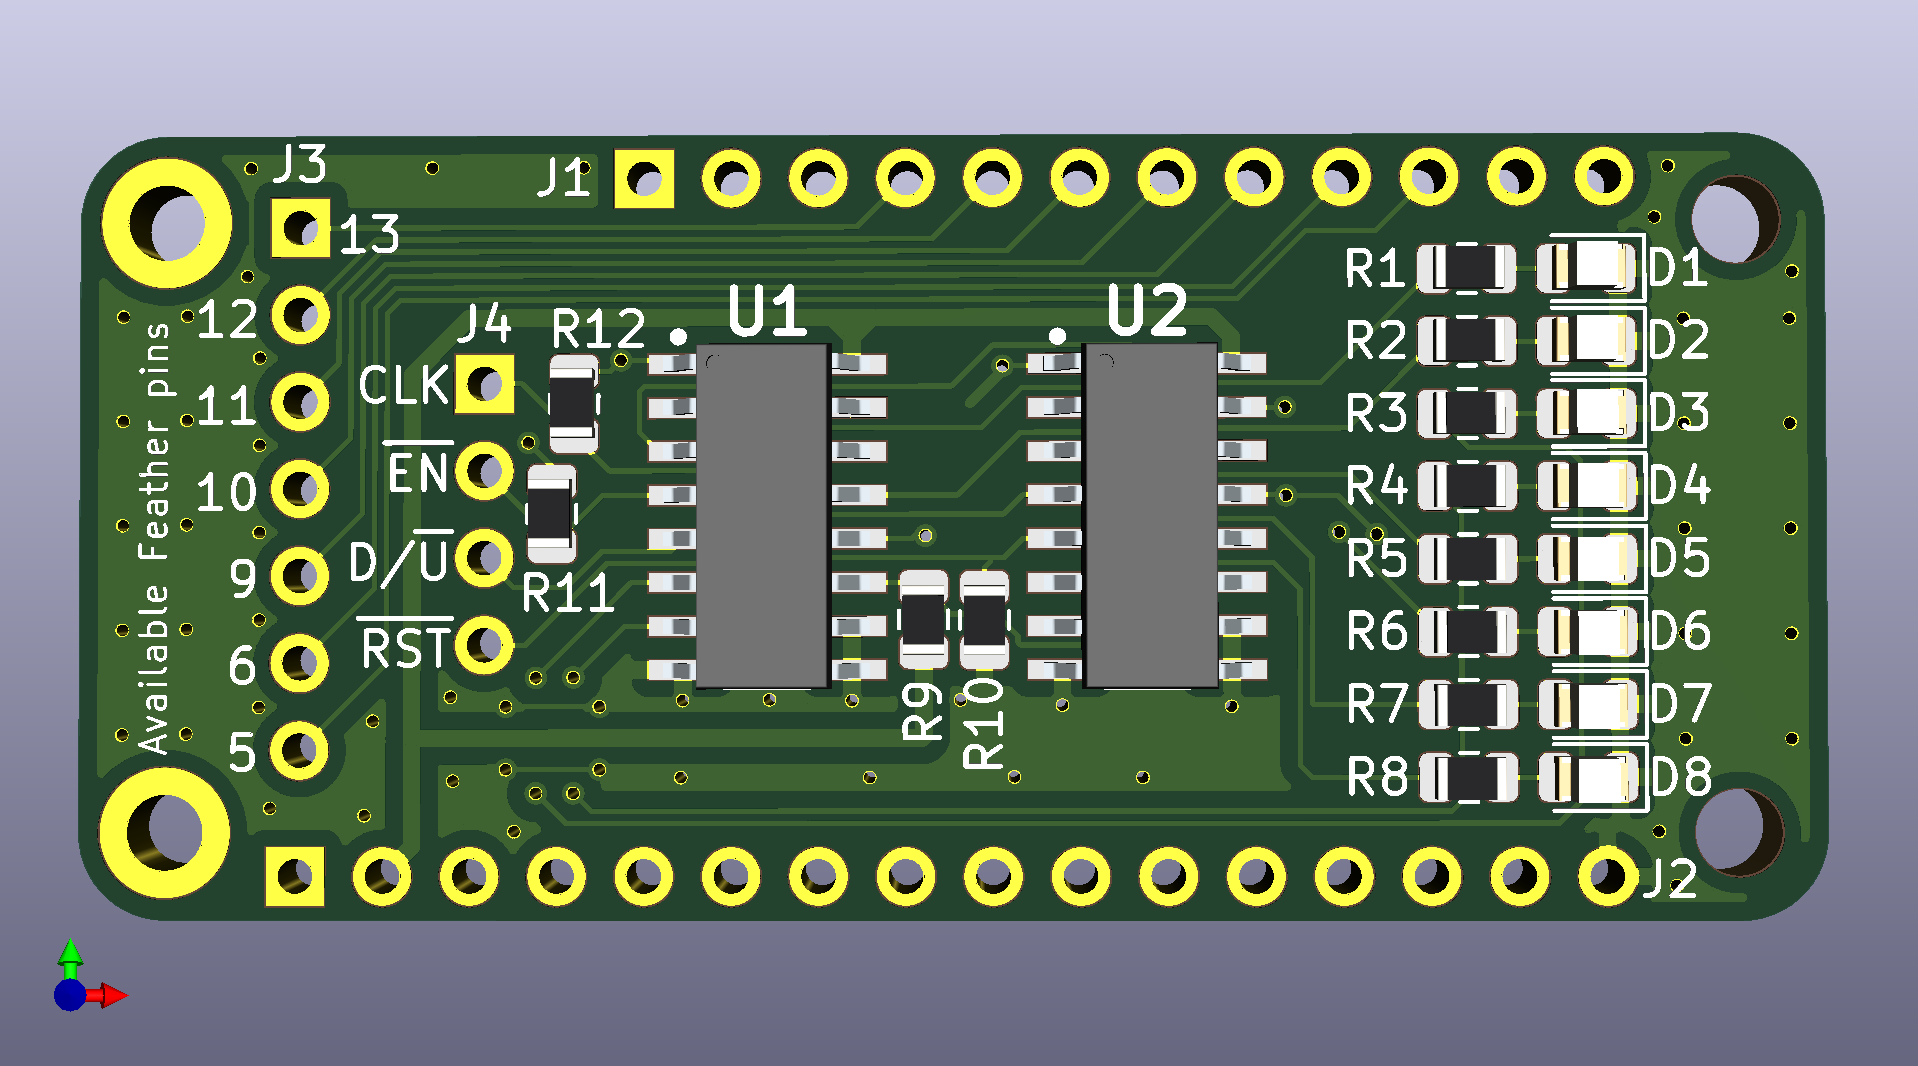 J3
J1
13
12
11
10
9
6
5
Available Feather pins
J4
CLK
EN
D/U
RST
R12
R11
U1
U2
R9
R10
R1
D1
R2
D2
R3
D3
R4
D4
R5
D5
R6
D6
R7
D7
R8
D8
J2